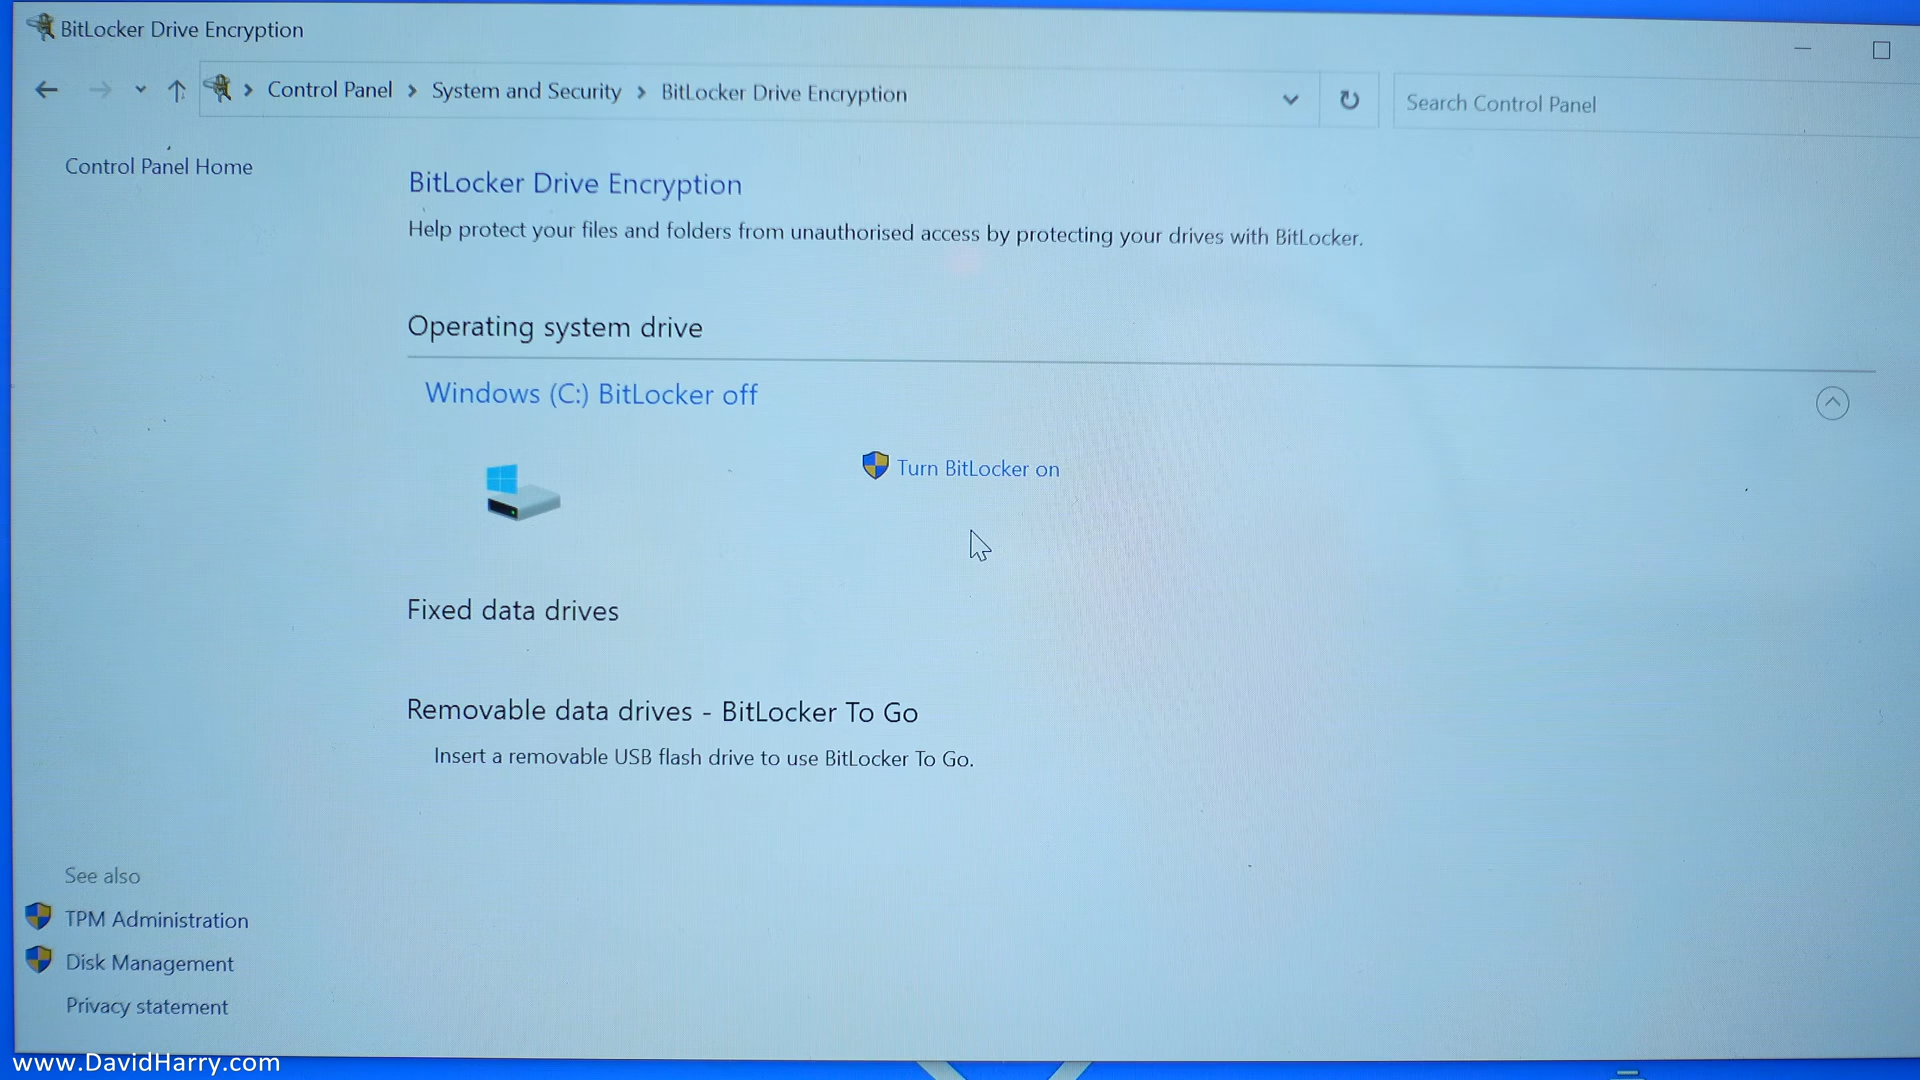 BitLocker Drive Encryption
Control Panel > System and Security > BitLocker Drive Encryption
Search Control Panel
Control Panel Home
BitLocker Drive Encryption
Help protect your files and folders from unauthorised access by protecting your drives with BitLocker.
Operating system drive
Windows (C:) BitLocker off
Turn BitLocker on
Fixed data drives
Removable data drives - BitLocker To Go
Insert a removable USB flash drive to use BitLocker To Go.
See also
TPM Administration
Disk Management
Privacy statement
www.DavidHarry.com